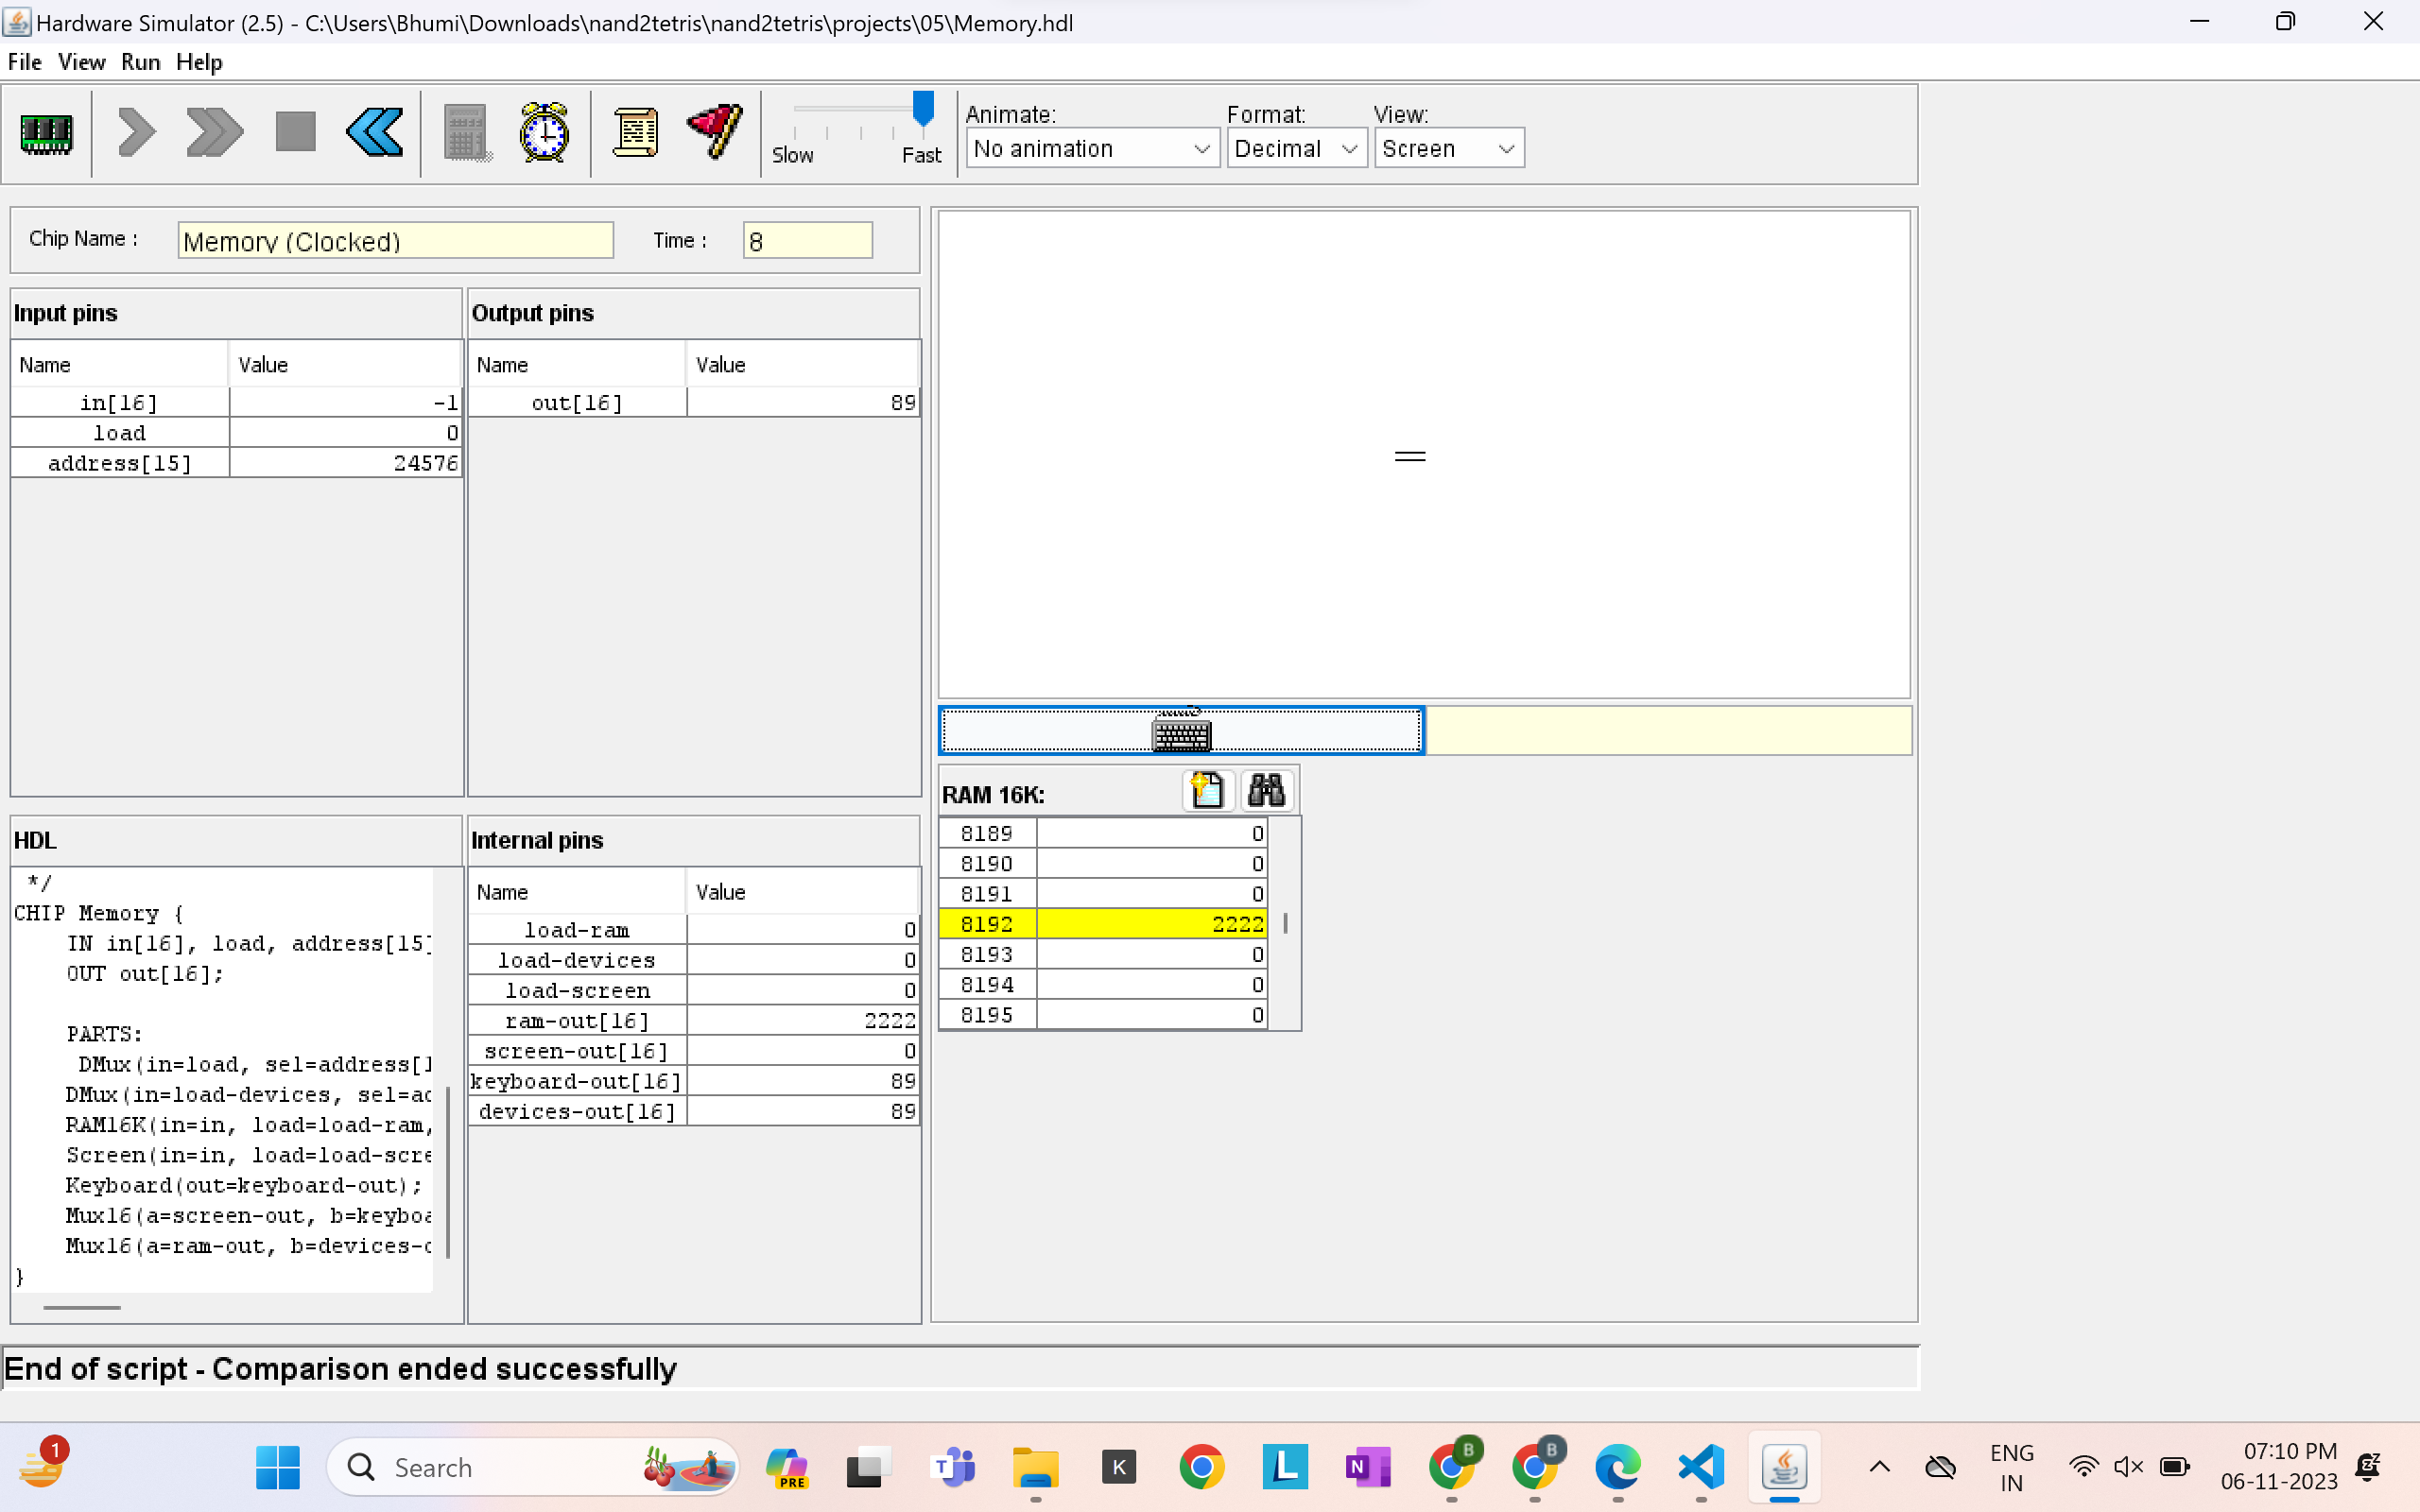 Hardware Simulator (2.5) - C:\Users\Bhumi\Downloads\nand2tetris\nand2tetris\projects\05\Memory.hdl
File View Run Help
Slow Fast
Animate: Format: View:
No animation Decimal Screen
Chip Name : Memory (Clocked) Time : 8
Input pins
Name Value
in[16] -1
load 0
address[15] 24576
Output pins
Name Value
out[16] 89
HDL
*/
CHIP Memory {
IN in[16], load, address[15]
OUT out[16];
PARTS:
DMux(in=load, sel=address[1
DMux(in=load-devices, sel=ad
RAM16K(in=in, load=load-ram,
Screen(in=in, load=load-scre
Keyboard(out=keyboard-out);
Mux16(a=screen-out, b=keyboa
Mux16(a=ram-out, b=devices-o
}
Internal pins
Name Value
load-ram 0
load-devices 0
load-screen 0
ram-out[16] 2222
screen-out[16] 0
keyboard-out[16] 89
devices-out[16] 89
RAM 16K:
8189 0
8190 0
8191 0
8192 2222
8193 0
8194 0
8195 0
End of script - Comparison ended successfully
1
Search
PRE
T
K
L
N
B
B
ENG
IN
07:10 PM
06-11-2023